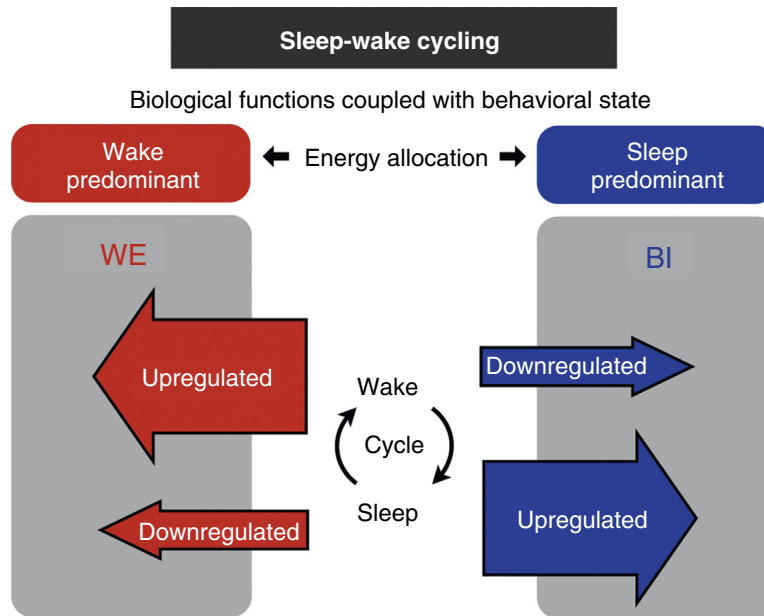 Sleep-wake cycling
Biological functions coupled with behavioral state
Wake
predominant
Energy allocation
Sleep
predominant
WE
BI
Upregulated
Downregulated
Wake
Cycle
Sleep
Downregulated
Upregulated